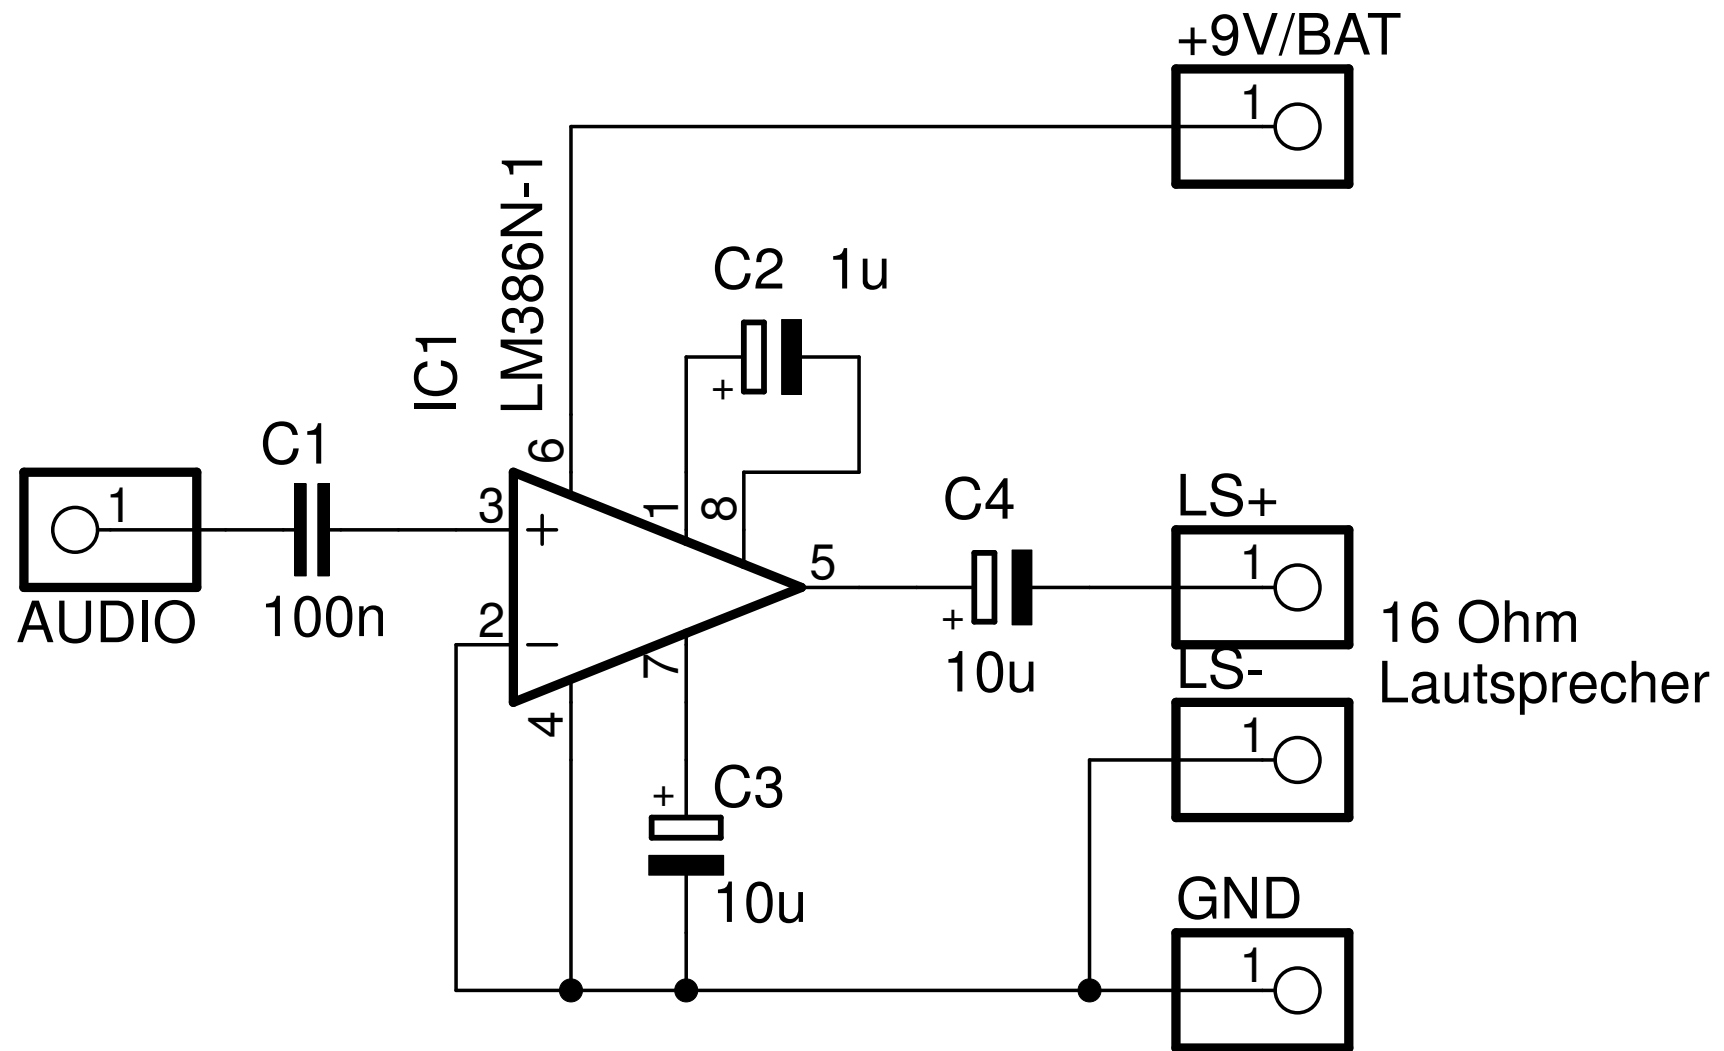 +9V/BAT
1
LM386N-1
IC1
C2 1u
+
6
C1
1
8
3
1
+
C4
LS+
1
5
AUDIO
100n
2
−
+
10u
16 Ohm
Lautsprecher
LS-
1
7
4
+
C3
10u
GND
1